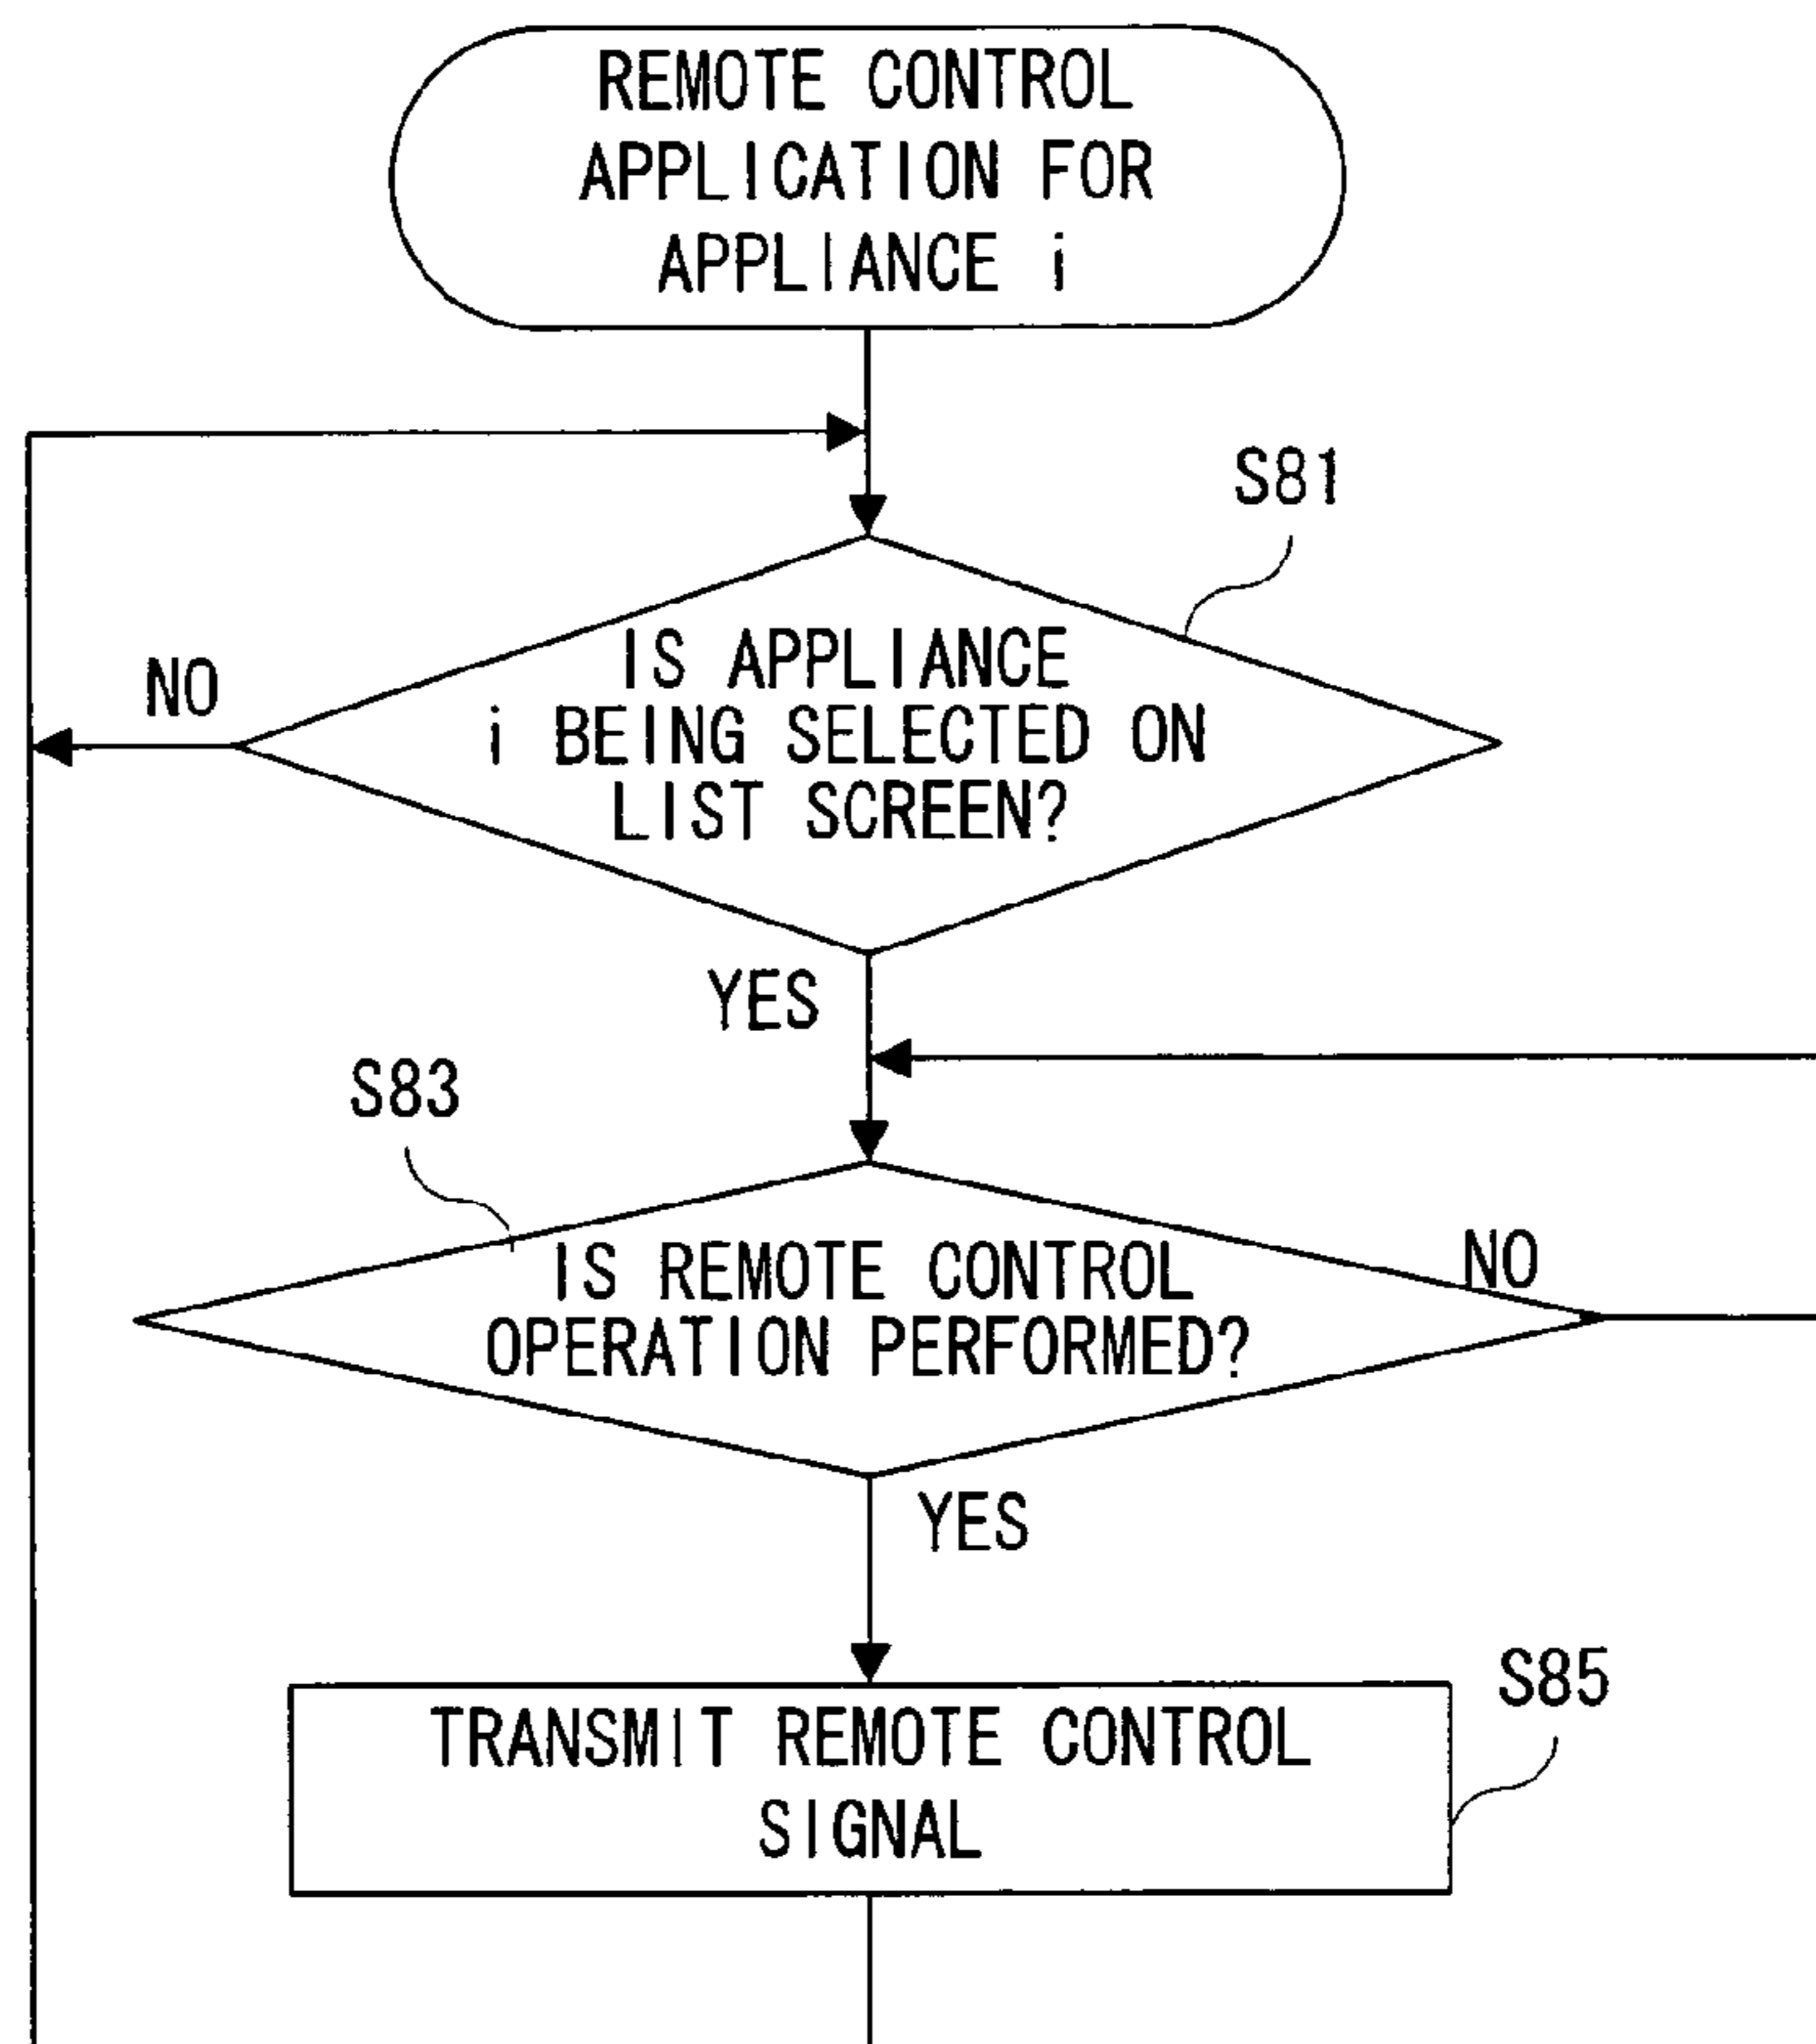 REMOTE CONTROL
APPLICATION FOR
APPLIANCE i
S81
IS APPLIANCE
i BEING SELECTED ON
LIST SCREEN?
NO
YES
S83
IS REMOTE CONTROL
OPERATION PERFORMED?
NO
YES
S85
TRANSMIT REMOTE CONTROL
SIGNAL